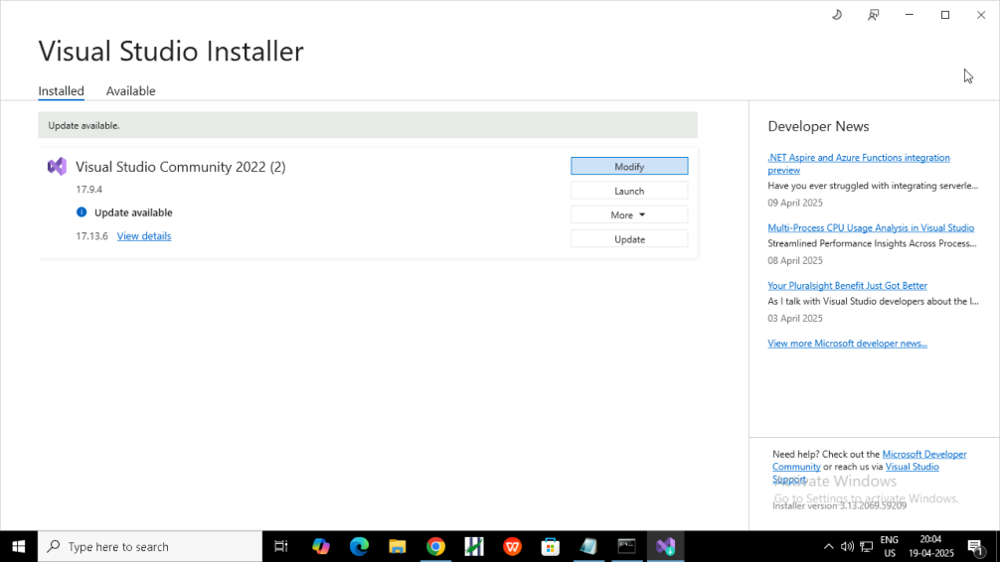 Visual Studio Installer
Installed
Available
Update available.
Visual Studio Community 2022 (2)
17.9.4
Update available
17.13.6 View details
Modify
Launch
More
Update
Developer News
.NET Aspire and Azure Functions integration
preview
Have you ever struggled with integrating serverle...
09 April 2025
Multi-Process CPU Usage Analysis in Visual Studio
Streamlined Performance Insights Across Process...
08 April 2025
Your Pluralsight Benefit Just Got Better
As I talk with Visual Studio developers about the l...
03 April 2025
View more Microsoft developer news...
Need help? Check out the Microsoft Developer
Community or reach us via Visual Studio
Support.
Activate Windows
Go to Settings to activate Windows.
Installer version 3.13.2069.59209
Type here to search
ENG
US
20:04
19-04-2025
1